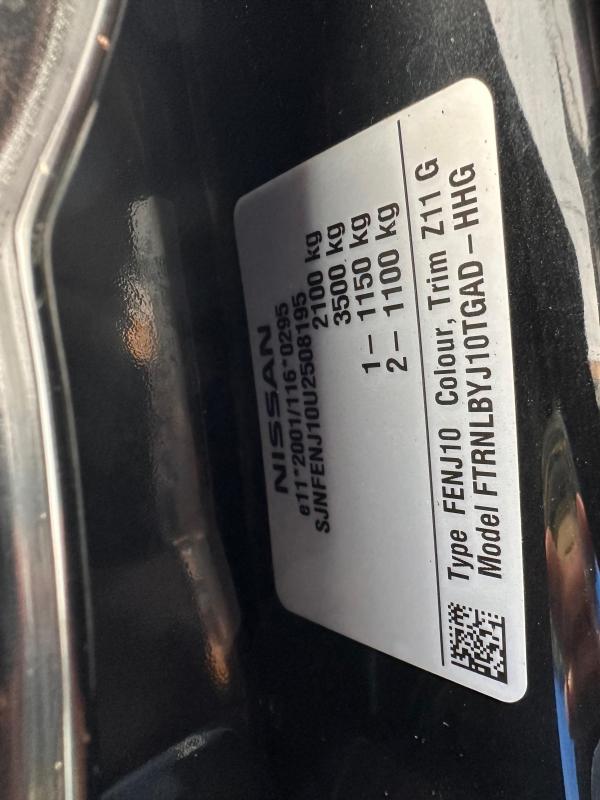 NISSAN
e11*2001/116*0295
SJNFENJ10U2508195
2100 kg
3500 kg
1– 1150 kg
2– 1100 kg
Type FENJ10 Colour, Trim Z11 G
Model FTRNLBYJ10TGAD–HHG